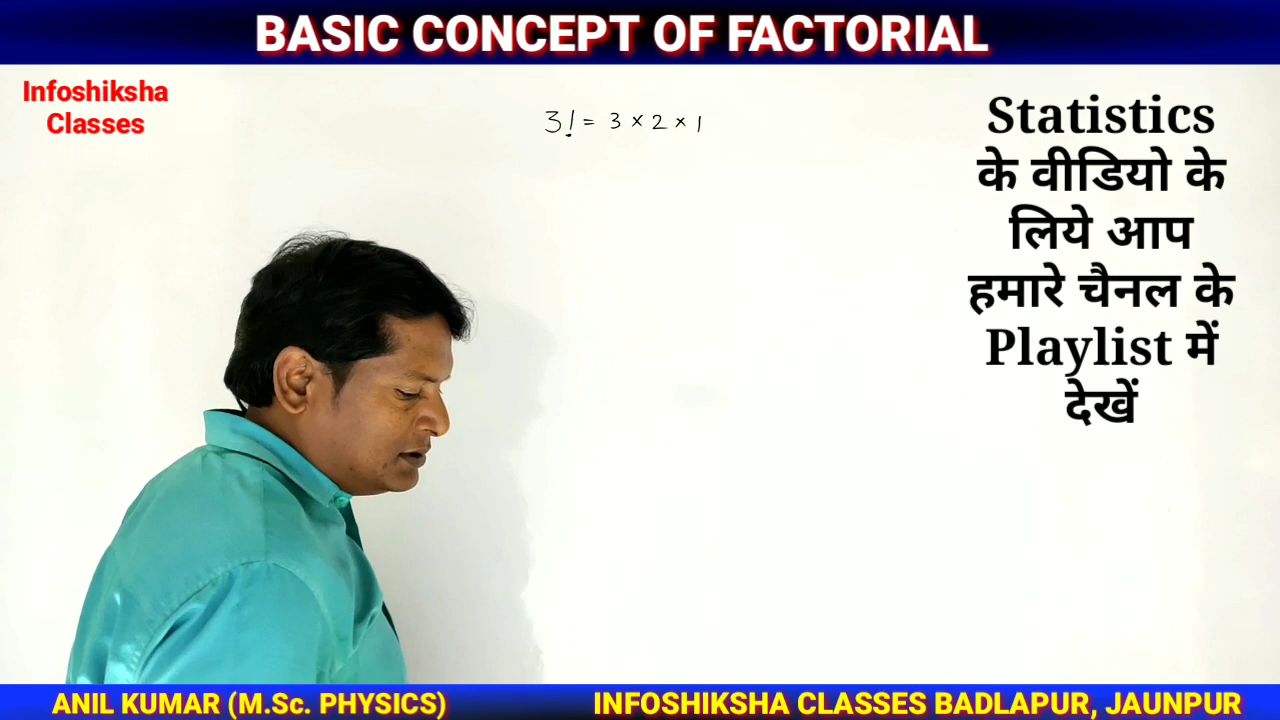 BASIC CONCEPT OF FACTORIAL
Infoshiksha
Classes
3! = 3 × 2 × 1
Statistics
के वीडियो के
लिये आप
हमारे चैनल के
Playlist में
देखें
ANIL KUMAR (M.Sc. PHYSICS)
INFOSHIKSHA CLASSES BADLAPUR, JAUNPUR